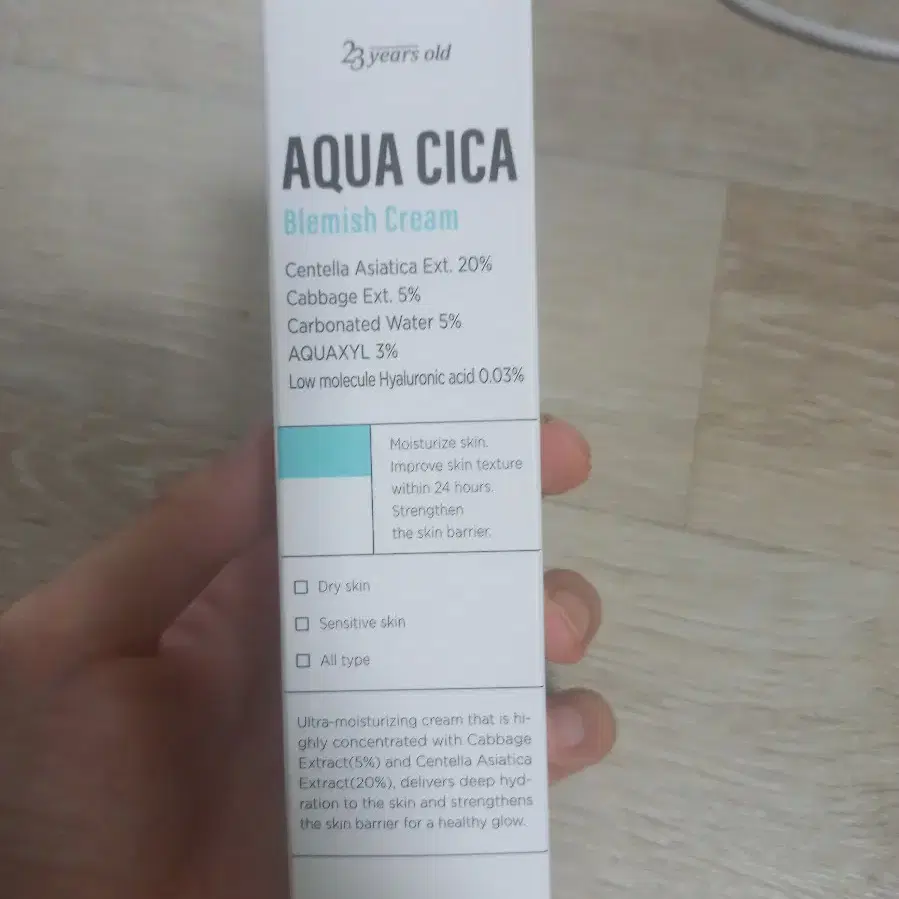 23 years old
AQUA CICA
Blemish Cream
Centella Asiatica Ext. 20%
Cabbage Ext. 5%
Carbonated Water 5%
AQUAXYL 3%
Low molecule Hyaluronic acid 0.03%
Moisturize skin.
Improve skin texture
within 24 hours.
Strengthen
the skin barrier.
Dry skin
Sensitive skin
All type
Ultra-moisturizing cream that is hi-
ghly concentrated with Cabbage
Extract(5%) and Centella Asiatica
Extract(20%), delivers deep hyd-
ration to the skin and strengthens
the skin barrier for a healthy glow.